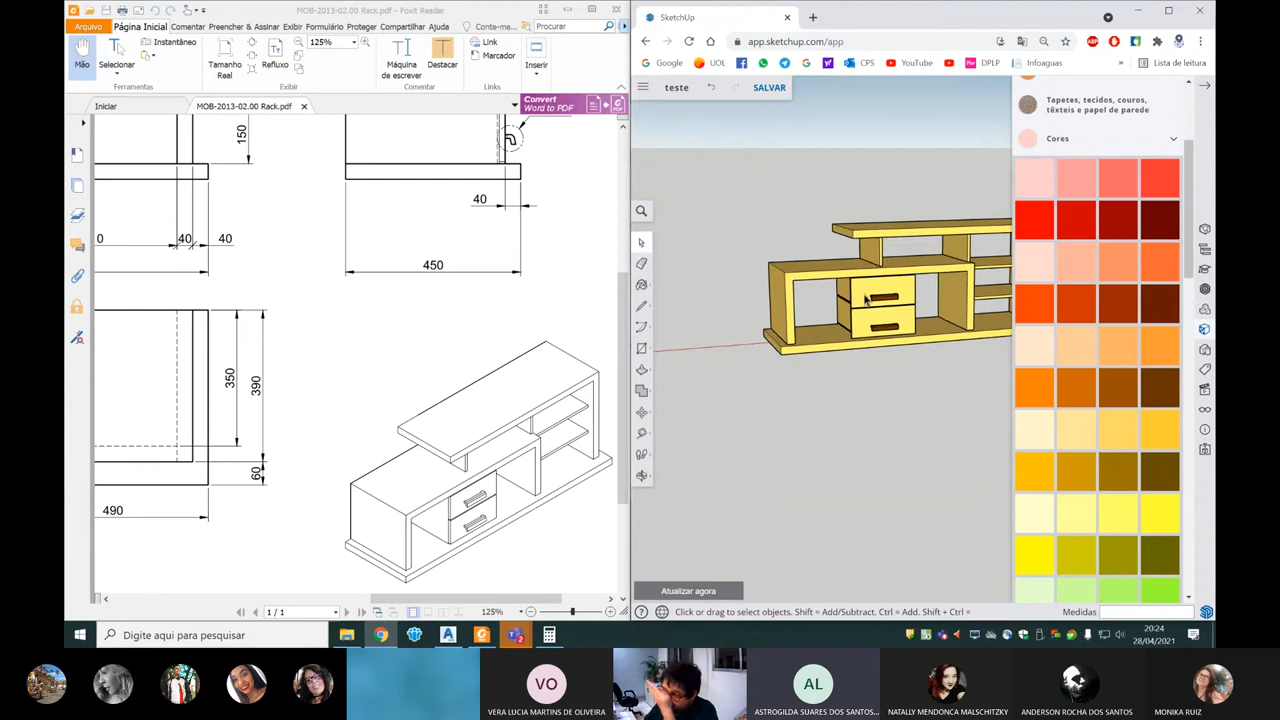 MOB-2013-02.00 Rack.pdf - Foxit Reader
Arquivo
Página Inicial
Comentar
Preencher & Assinar
Exibir
Formulário
Proteger
Compartilhar
Ajuda
Conte-me...
Procurar
Mão
Selecionar
Instantâneo
Ferramentas
Tamanho
Real
Refluxo
125%
Exibir
Máquina
de escrever
Destacar
Comentar
Link
Marcador
Links
Inserir
Iniciar
MOB-2013-02.00 Rack.pdf
Convert
Word to PDF
150
0
40
40
40
450
350
390
60
490
1 / 1
125%
SketchUp
app.sketchup.com/app
Google
UOL
CPS
YouTube
DPLP
Infoaguas
»
Lista de leitura
teste
SALVAR
Tapetes, tecidos, couros,
têxteis e papel de parede
Cores
Atualizar agora
Click or drag to select objects. Shift = Add/Subtract. Ctrl = Add. Shift + Ctrl =
Medidas
Digite aqui para pesquisar
20:24
28/04/2021
VO
VERA LUCIA MARTINS DE OLIVEIRA
AL
ASTROGILDA SUARES DOS SANTOS...
NATALLY MENDONCA MALSCHITZKY
ANDERSON ROCHA DOS SANTOS
MONIKA RUIZ